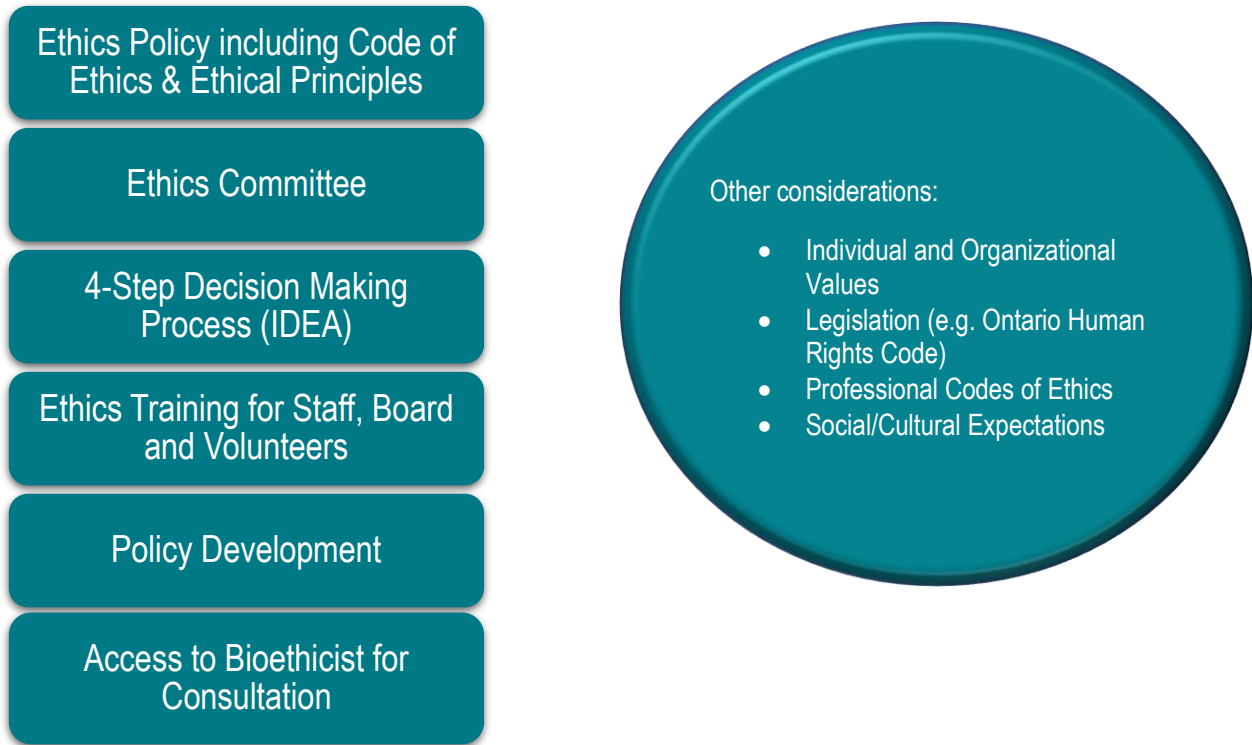 Ethics Policy including Code of
Ethics & Ethical Principles
Ethics Committee
4-Step Decision Making
Process (IDEA)
Ethics Training for Staff, Board
and Volunteers
Policy Development
Access to Bioethicist for
Consultation
Other considerations:
• Individual and Organizational
Values
• Legislation (e.g. Ontario Human
Rights Code)
• Professional Codes of Ethics
• Social/Cultural Expectations